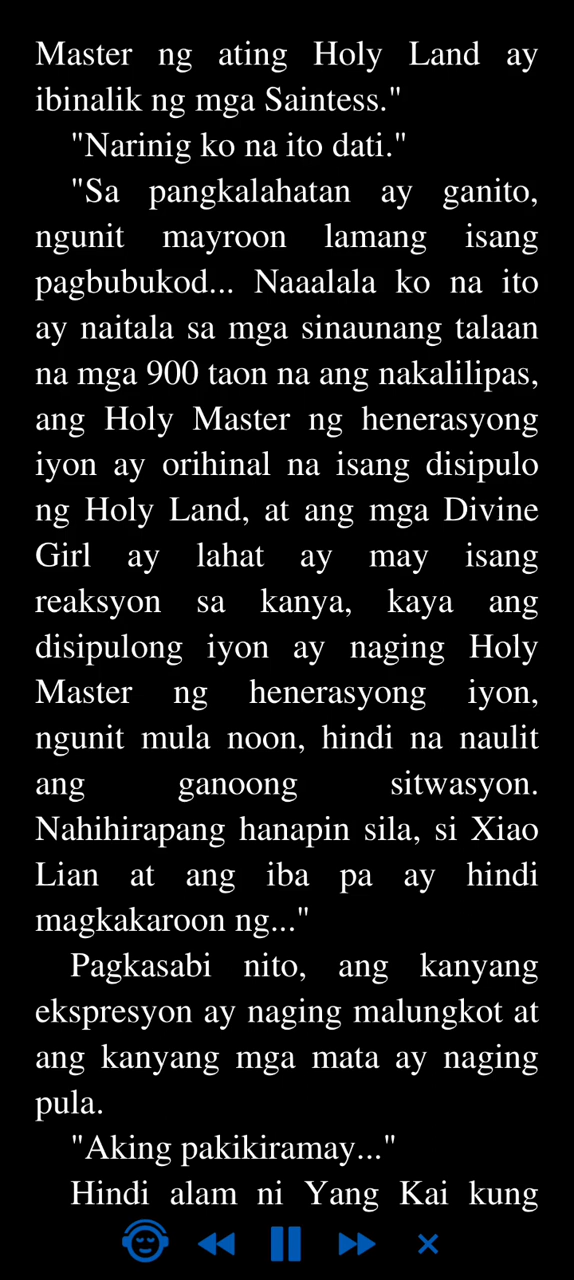 Master ng ating Holy Land ay
ibinalik ng mga Saintess."
"Narinig ko na ito dati."
"Sa pangkalahatan ay ganito,
ngunit mayroon lamang isang
pagbubukod... Naaalala ko na ito
ay naitala sa mga sinaunang talaan
na mga 900 taon na ang nakalilipas,
ang Holy Master ng henerasyong
iyon ay orihinal na isang disipulo
ng Holy Land, at ang mga Divine
Girl ay lahat ay may isang
reaksyon sa kanya, kaya ang
disipulong iyon ay naging Holy
Master ng henerasyong iyon,
ngunit mula noon, hindi na naulit
ang ganoong sitwasyon.
Nahihirapang hanapin sila, si Xiao
Lian at ang iba pa ay hindi
magkakaroon ng..."
Pagkasabi nito, ang kanyang
ekspresyon ay naging malungkot at
ang kanyang mga mata ay naging
pula.
"Aking pakikiramay..."
Hindi alam ni Yang Kai kung